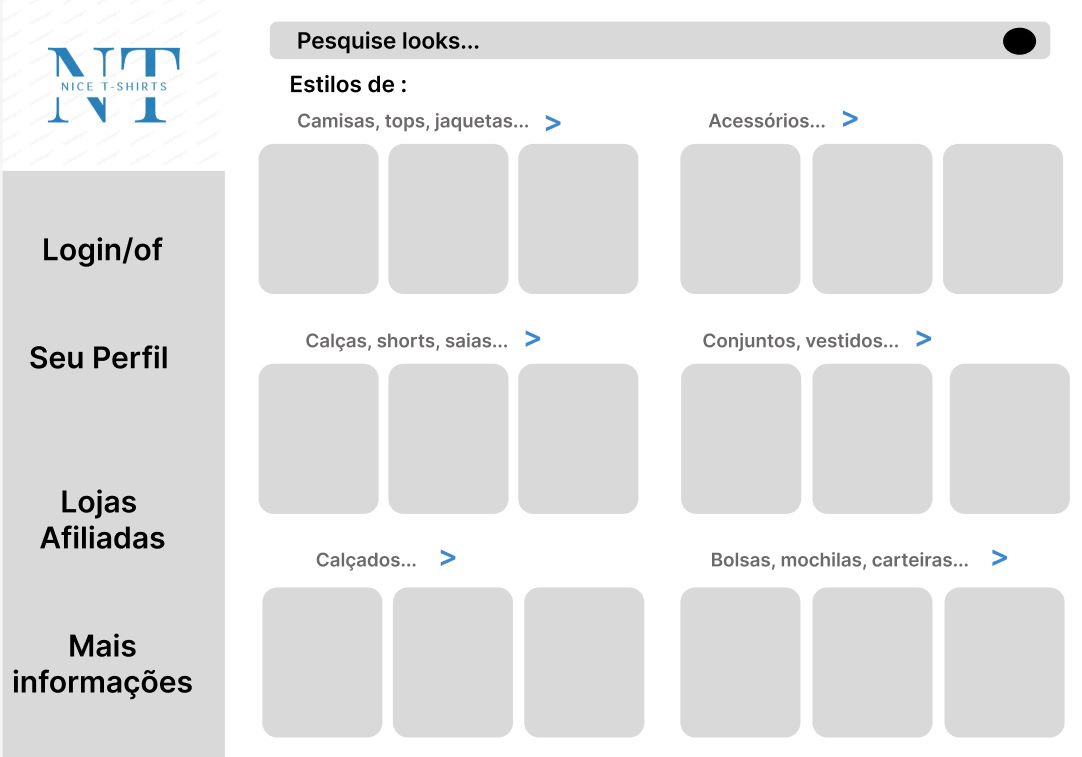 NT
NICE T-SHIRTS
Login/of
Seu Perfil
Lojas
Afiliadas
Mais
informações
Pesquise looks...
Estilos de :
Camisas, tops, jaquetas... >
Acessórios... >
Calças, shorts, saias... >
Conjuntos, vestidos... >
Calçados... >
Bolsas, mochilas, carteiras... >